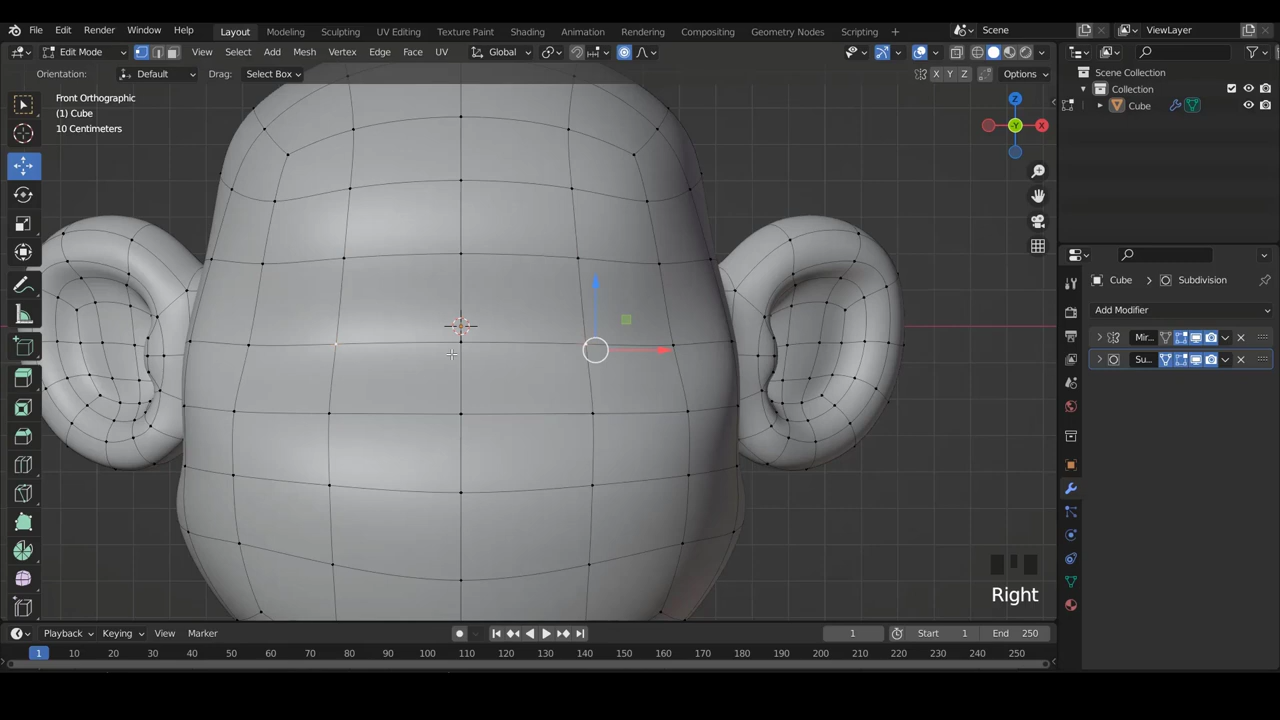 File Edit Render Window Help Layout Modeling Sculpting UV Editing Texture Paint Shading Animation Rendering Compositing Geometry Nodes Scripting Scene ViewLayer
Edit Mode View Select Add Mesh Vertex Edge Face UV Global
Orientation: Default Drag: Select Box X Y Z Options
Scene Collection
Collection
Cube
Front Orthographic
(1) Cube
10 Centimeters
Z
X
-Y
Cube Subdivision
Add Modifier
Mir...
Su...
Right
Playback Keying View Marker 1 Start 1 End 250
1 10 20 30 40 50 60 70 80 90 100 110 120 130 140 150 160 170 180 190 200 210 220 230 240 250